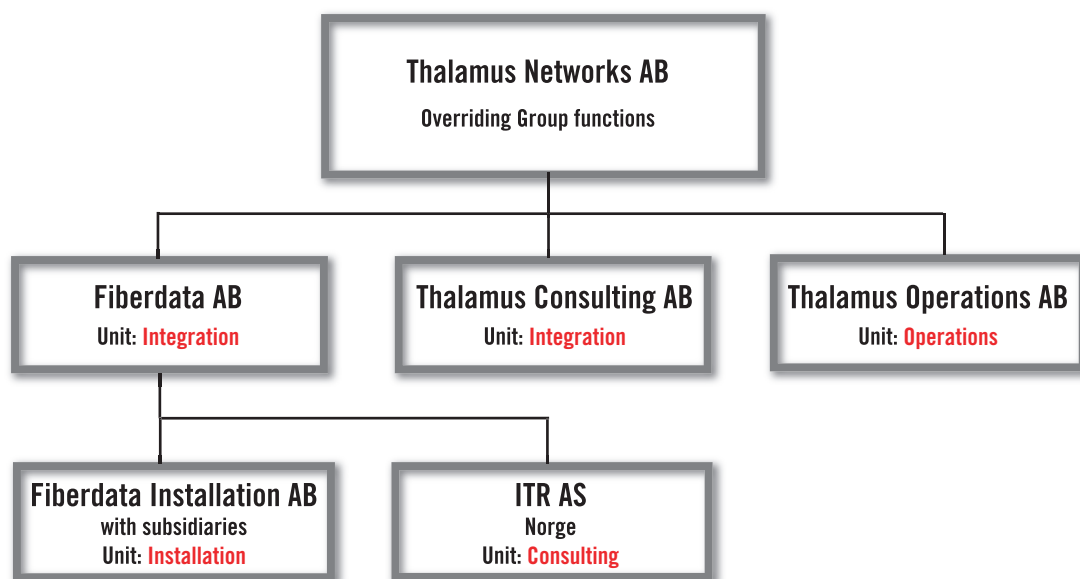 Thalamus Networks AB
Overriding Group functions
Fiberdata AB
Unit: Integration
Thalamus Consulting AB
Unit: Integration
Thalamus Operations AB
Unit: Operations
Fiberdata Installation AB
with subsidiaries
Unit: Installation
ITR AS
Norge
Unit: Consulting